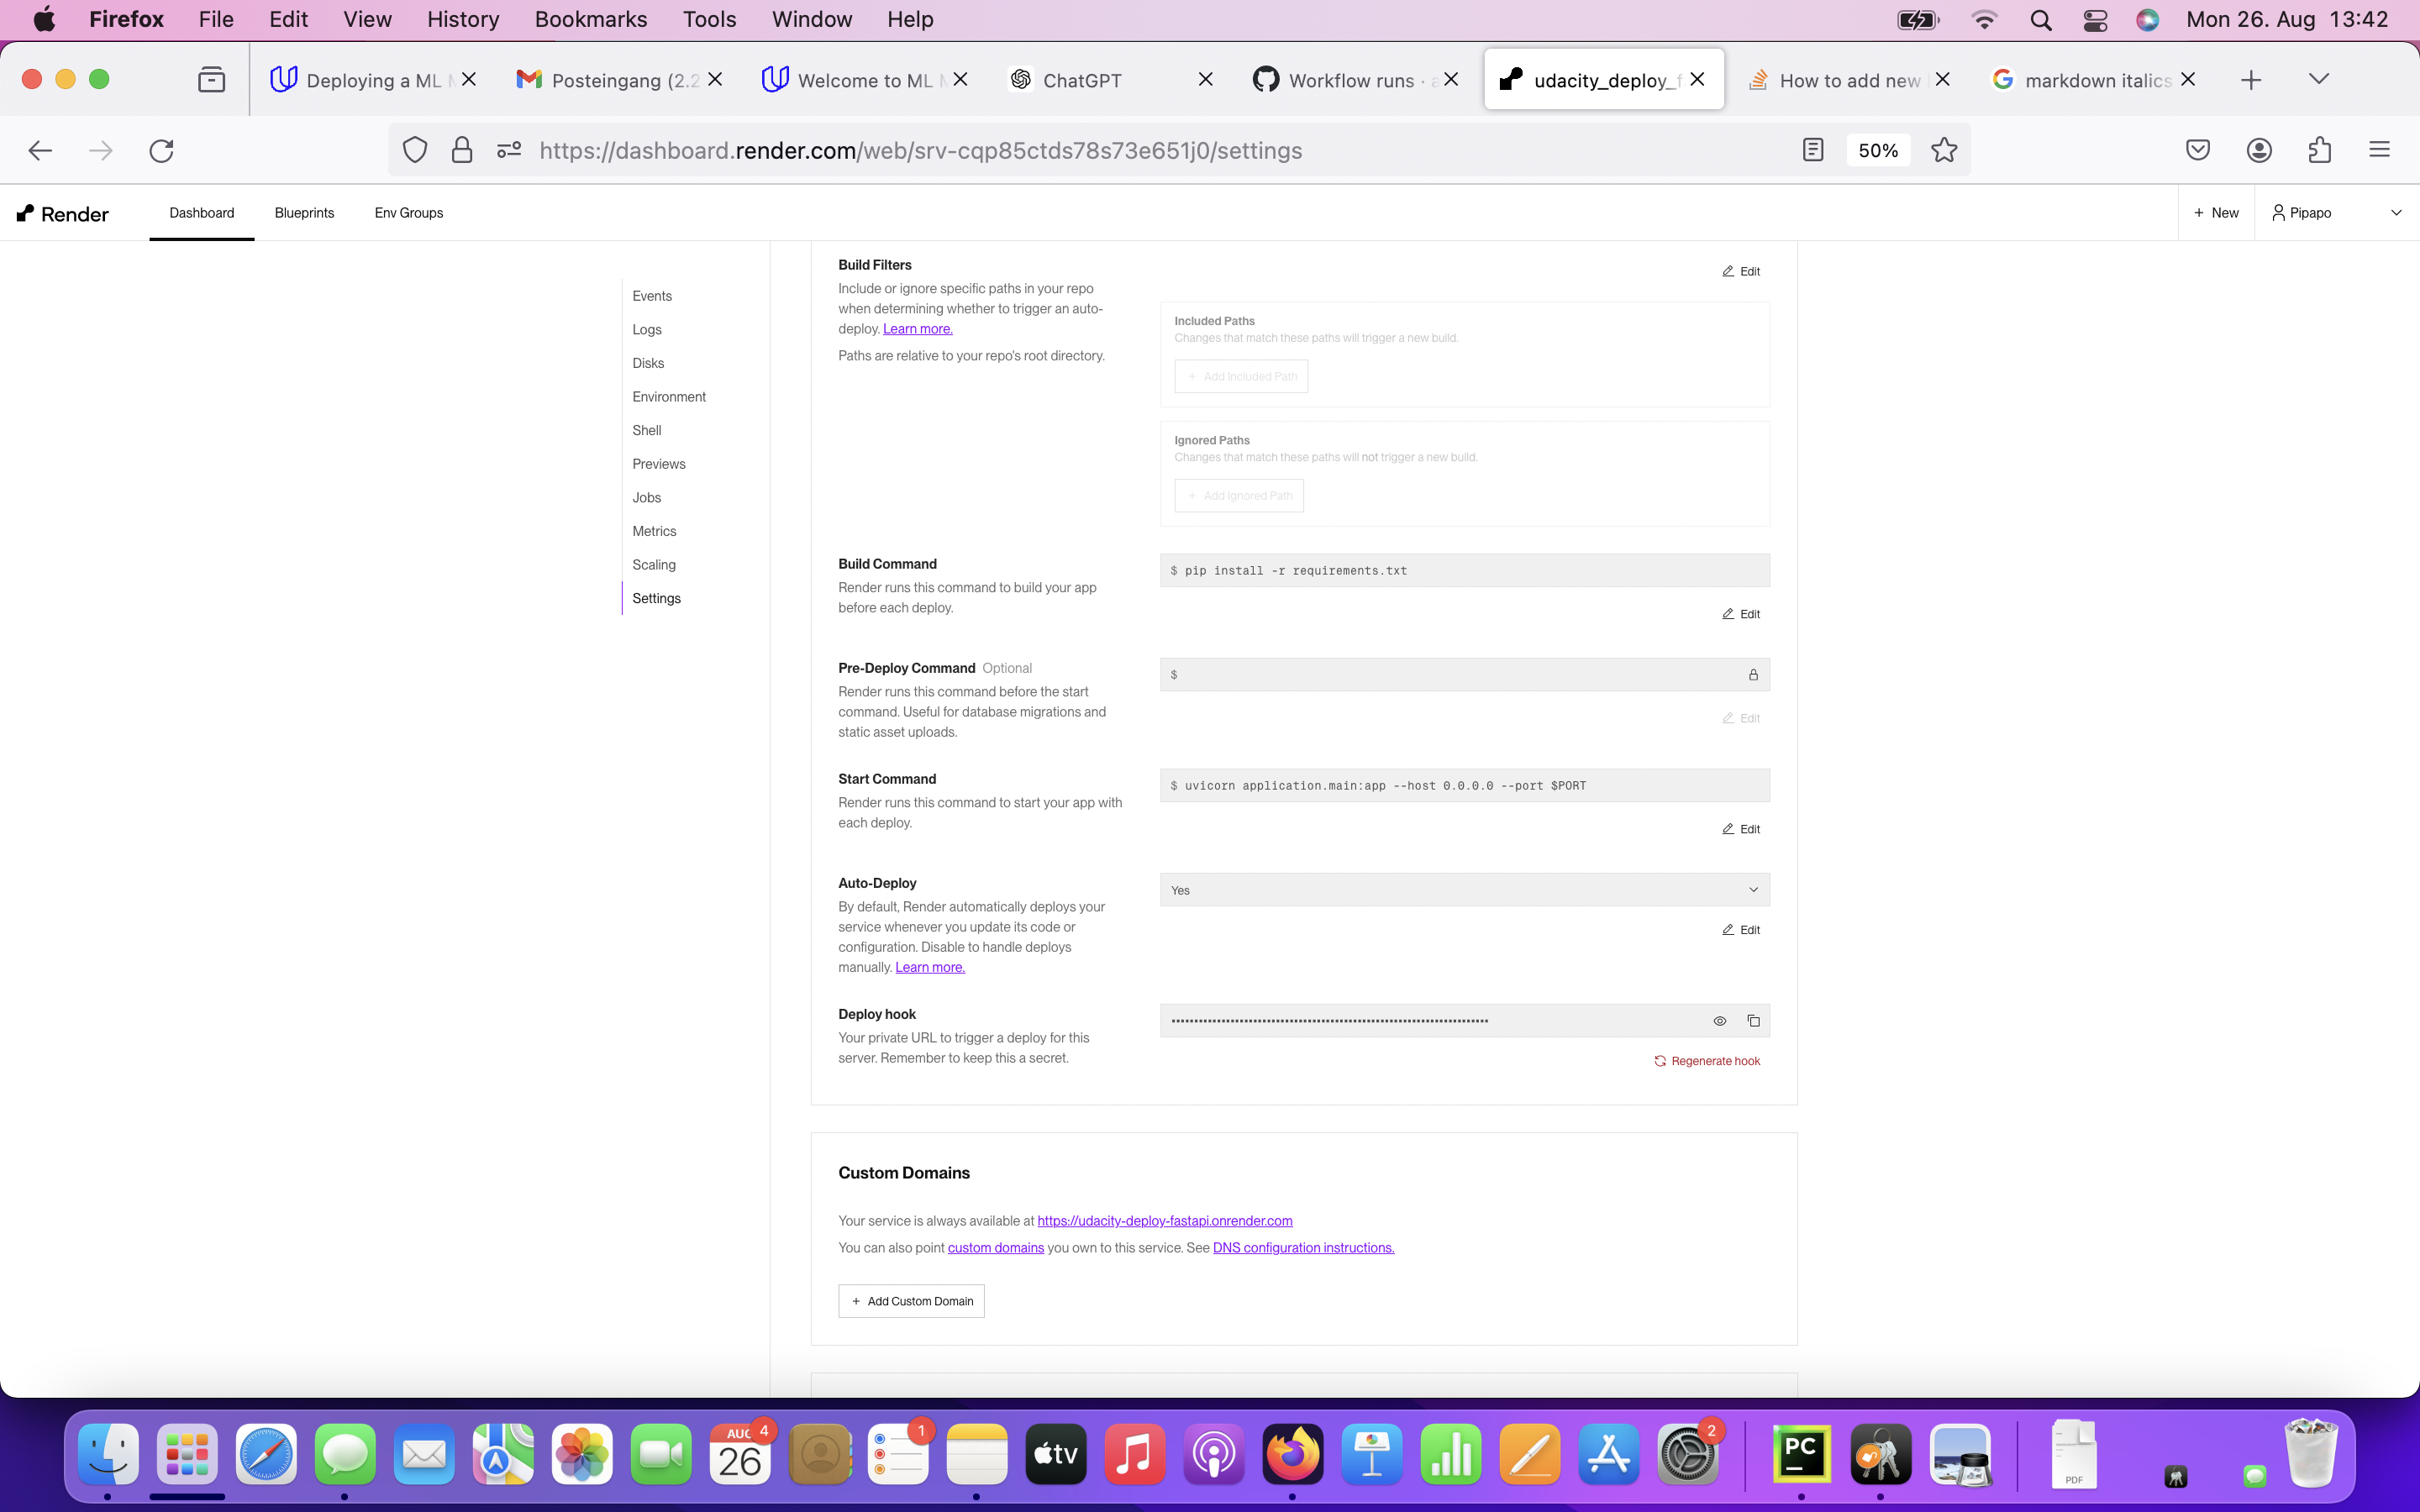 Firefox File Edit View History Bookmarks Tools Window Help Mon 26. Aug 13:42
Deploying a ML Posteingang (2.2 Welcome to ML ChatGPT Workflow runs · udacity_deploy_f How to add new markdown italics
https://dashboard.render.com/web/srv-cqp85ctds78s73e651j0/settings 50%
Render Dashboard Blueprints Env Groups + New Pipapo
Events
Logs
Disks
Environment
Shell
Previews
Jobs
Metrics
Scaling
Settings
Build Filters
Edit
Include or ignore specific paths in your repo
when determining whether to trigger an auto-
deploy. Learn more.
Paths are relative to your repo's root directory.
Included Paths
Changes that match these paths will trigger a new build.
+ Add Included Path
Ignored Paths
Changes that match these paths will not trigger a new build.
+ Add Ignored Path
Build Command
Render runs this command to build your app
before each deploy.
$ pip install -r requirements.txt
Edit
Pre-Deploy Command Optional
Render runs this command before the start
command. Useful for database migrations and
static asset uploads.
$
Edit
Start Command
Render runs this command to start your app with
each deploy.
$ uvicorn application.main:app --host 0.0.0.0 --port $PORT
Edit
Auto-Deploy
By default, Render automatically deploys your
service whenever you update its code or
configuration. Disable to handle deploys
manually. Learn more.
Yes
Edit
Deploy hook
Your private URL to trigger a deploy for this
server. Remember to keep this a secret.
Regenerate hook
Custom Domains
Your service is always available at https://udacity-deploy-fastapi.onrender.com
You can also point custom domains you own to this service. See DNS configuration instructions.
+ Add Custom Domain
AUG 4
26
1
tv
2
PC
PDF